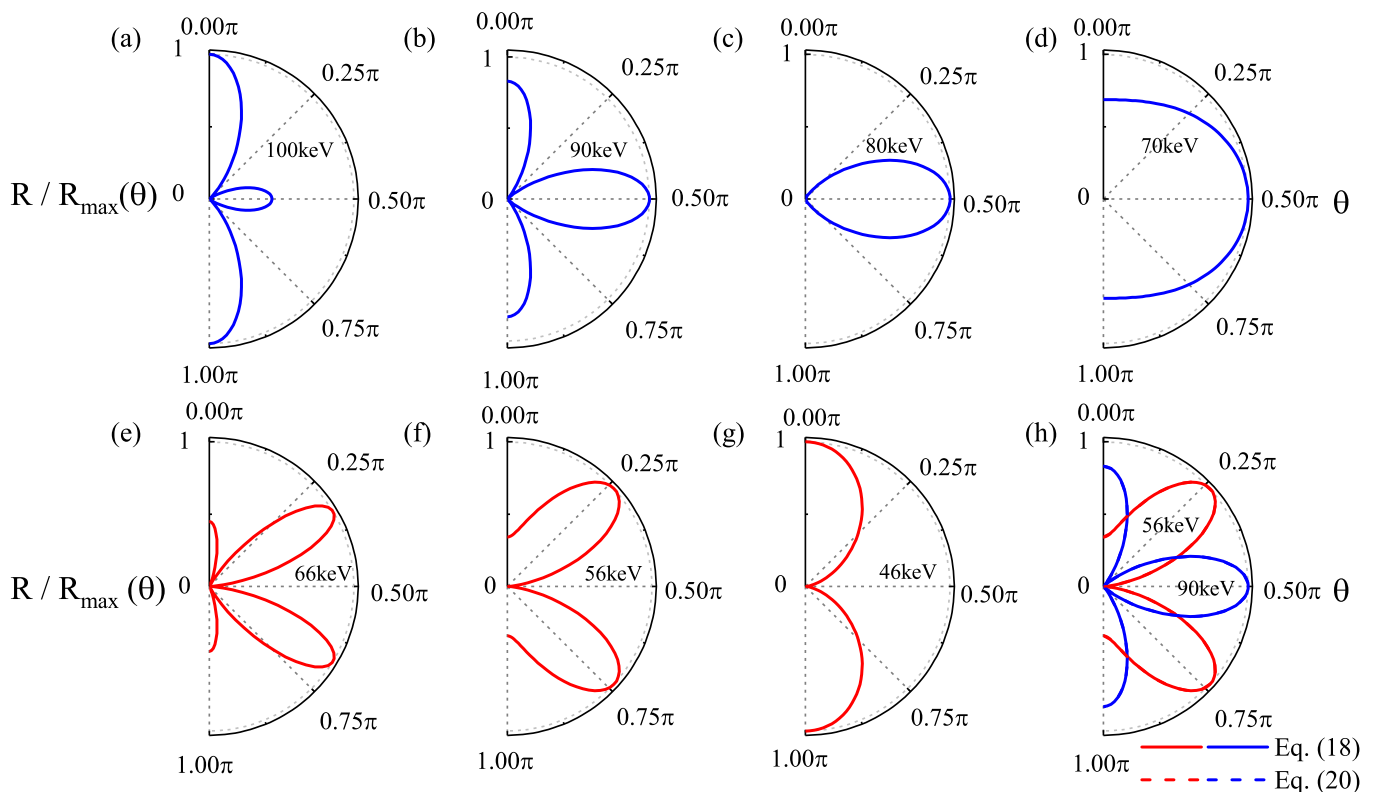 (a) 0.00π (b) 0.00π (c) 0.00π (d) 0.00π
1 1 1 1
0.25π 0.25π 0.25π 0.25π
100keV 90keV 80keV 70keV
R / Rmax(θ) 0 0.50π 0 0.50π 0 0.50π 0 0.50π θ
0.75π 0.75π 0.75π 0.75π
1.00π 1.00π 1.00π 1.00π
(e) 0.00π (f) 0.00π (g) 0.00π (h) 0.00π
1 1 1 1
0.25π 0.25π 0.25π 0.25π
56keV
66keV 56keV 46keV 90keV
R / Rmax (θ) 0 0.50π 0 0.50π 0 0.50π 0 0.50π θ
0.75π 0.75π 0.75π 0.75π
1.00π 1.00π 1.00π 1.00π
Eq. (18)
Eq. (20)